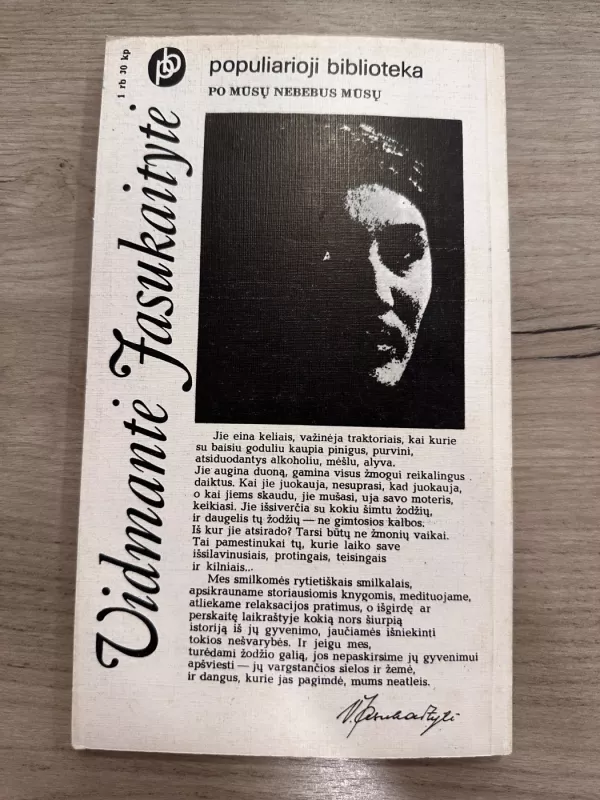 1 rb 30 kp
pb
populiarioji biblioteka
PO MŪSŲ NEBEBUS MŪSŲ
Vidmantė Jasukaitytė
Jie eina keliais, važinėja traktoriais, kai kurie
su baisiu goduliu kaupia pinigus, purvini,
atsiduodantys alkoholiu, mėšlu, alyva.
Jie augina duoną, gamina visus žmogui reikalingus
daiktus. Kai jie juokauja, nesuprasi, kad juokauja,
o kai jiems skaudu, jie mušasi, uja savo moteris,
keikiasi. Jie išsiverčia su kokiu šimtu žodžių,
ir daugelis tų žodžių — ne gimtosios kalbos.
Iš kur jie atsirado? Tarsi būtų ne žmonių vaikai.
Tai pamestinukai tų, kurie laiko save
išsilavinusiais, protingais, teisingais
ir kilniais...
Mes smilkomės rytietiškais smilkalais,
apsikrauname storiausiomis knygomis, medituojame,
atliekame relaksacijos pratimus, o išgirdę ar
perskaitę laikraštyje kokią nors šiurpią
istoriją iš jų gyvenimo, jaučiamės išniekinti
tokios nešvarybės. Ir jeigu mes,
turėdami žodžio galią, jos nepaskirsime jų gyvenimui
apšviesti — jų vargstančios sielos ir žemė,
ir dangus, kurie jas pagimdė, mums neatleis.
V. Jasukaitytė